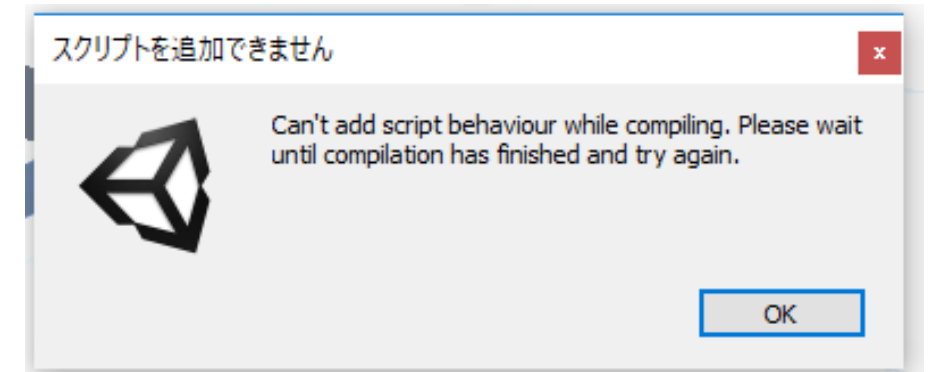 スクリプトを追加できません
x
Can't add script behaviour while compiling. Please wait
until compilation has finished and try again.
OK